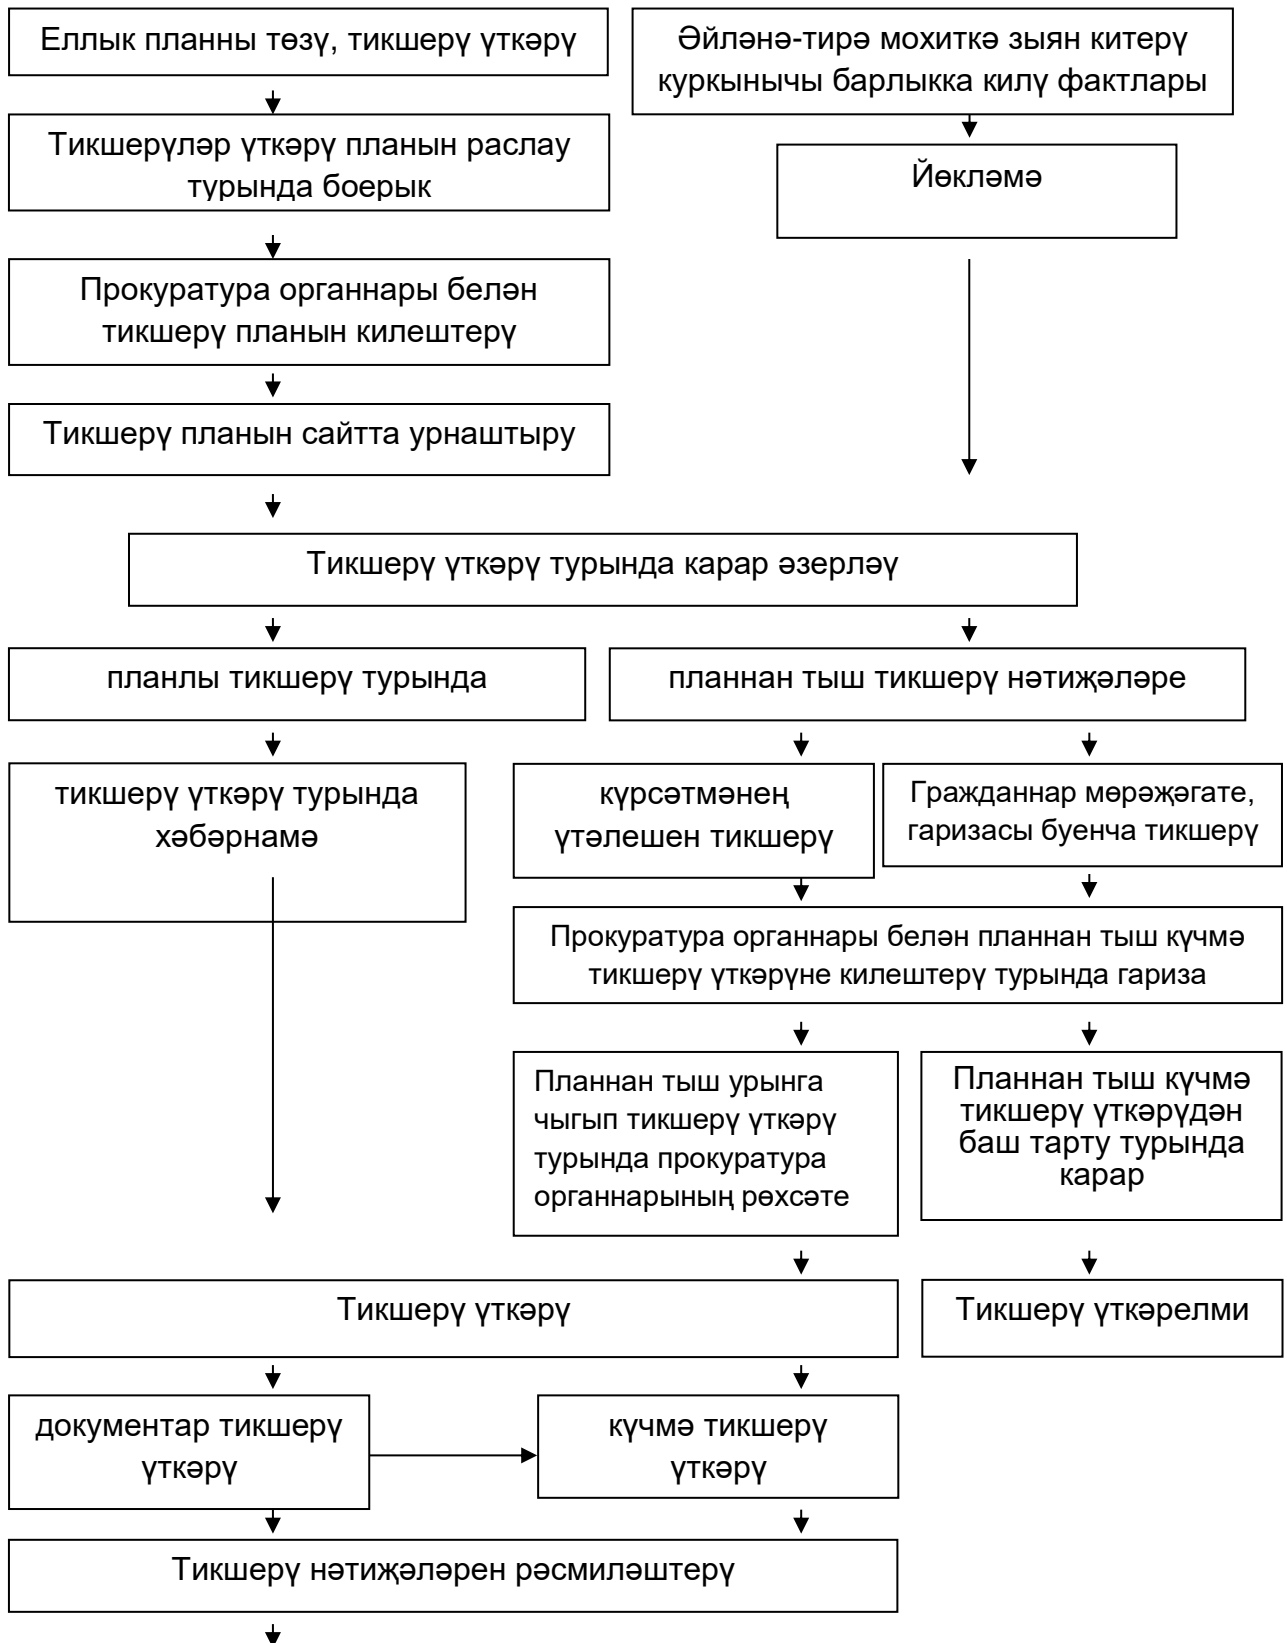 Еллык планны төзү, тикшерү үткәрү
Әйләнә-тирә мохиткә зыян китерү
куркынычы барлыкка килү фактлары
Тикшерүләр үткәрү планын раслау
турында боерык
Йөкләмә
Прокуратура органнары белән
тикшерү планын килештерү
Тикшерү планын сайтта урнаштыру
Тикшерү үткәрү турында карар әзерләү
планлы тикшерү турында
планнан тыш тикшерү нәтиҗәләре
тикшерү үткәрү турында
хәбәрнамә
күрсәтмәнең
үтәлешен тикшерү
Гражданнар мөрәҗәгате,
гаризасы буенча тикшерү
Прокуратура органнары белән планнан тыш күчмә
тикшерү үткәрүне килештерү турында гариза
Планнан тыш урынга
чыгып тикшерү үткәрү
турында прокуратура
органнарының рөхсәте
Планнан тыш күчмә
тикшерү үткәрүдән
баш тарту турында
карар
Тикшерү үткәрү
Тикшерү үткәрелми
документар тикшерү
үткәрү
күчмә тикшерү
үткәрү
Тикшерү нәтиҗәләрен рәсмиләштерү